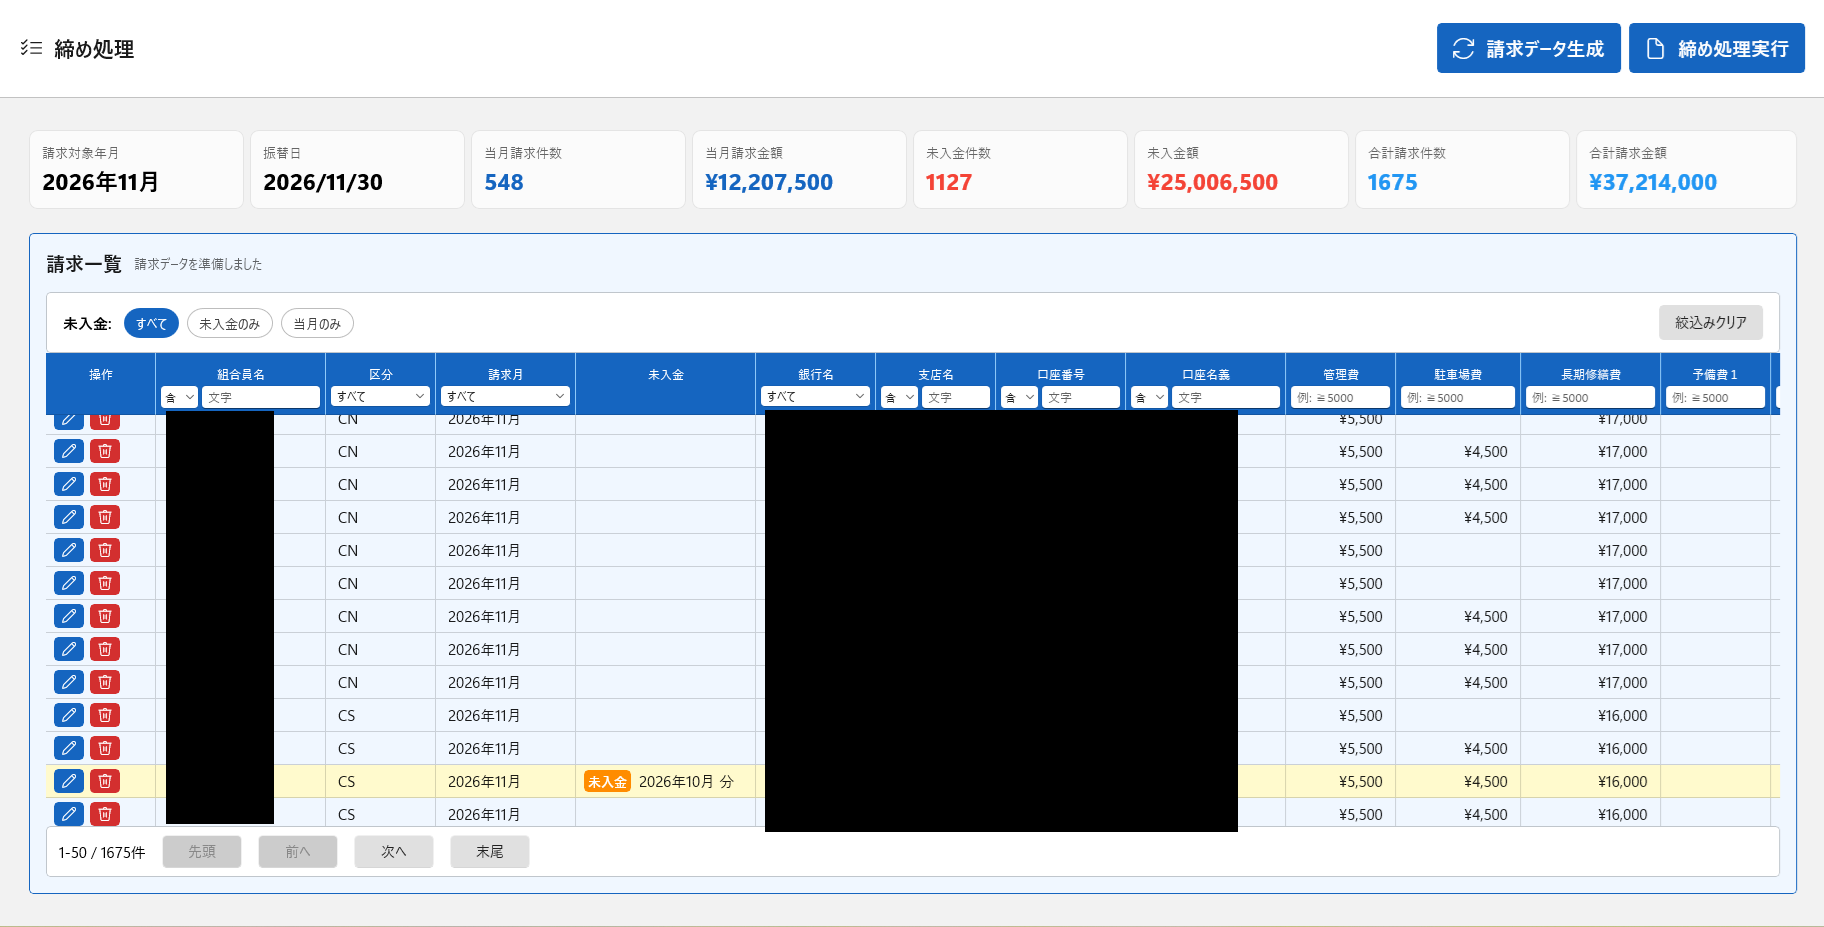 締め処理
請求データ生成
締め処理実行
請求対象年月
2026年11月
振替日
2026/11/30
当月請求件数
548
当月請求金額
¥12,207,500
未入金件数
1127
未入金額
¥25,006,500
合計請求件数
1675
合計請求金額
¥37,214,000
請求一覧 請求データを準備しました
未入金: すべて 未入金のみ 当月のみ 絞込みクリア
操作 組合員名 区分 請求月 未入金 銀行名 支店名 口座番号 口座名義 管理費 駐車場費 長期修繕費 予備費1
含 文字 すべて すべて すべて 含 文字 含 文字 含 文字 例: ≧5000 例: ≧5000 例: ≧5000 例: ≧5000
CN 2026年11月 ¥5,500 ¥17,000
CN 2026年11月 ¥5,500 ¥4,500 ¥17,000
CN 2026年11月 ¥5,500 ¥4,500 ¥17,000
CN 2026年11月 ¥5,500 ¥4,500 ¥17,000
CN 2026年11月 ¥5,500 ¥17,000
CN 2026年11月 ¥5,500 ¥17,000
CN 2026年11月 ¥5,500 ¥4,500 ¥17,000
CN 2026年11月 ¥5,500 ¥4,500 ¥17,000
CN 2026年11月 ¥5,500 ¥4,500 ¥17,000
CS 2026年11月 ¥5,500 ¥16,000
CS 2026年11月 ¥5,500 ¥4,500 ¥16,000
CS 2026年11月 未入金 2026年10月 分 ¥5,500 ¥4,500 ¥16,000
CS 2026年11月 ¥5,500 ¥4,500 ¥16,000
1-50 / 1675件 先頭 前へ 次へ 末尾